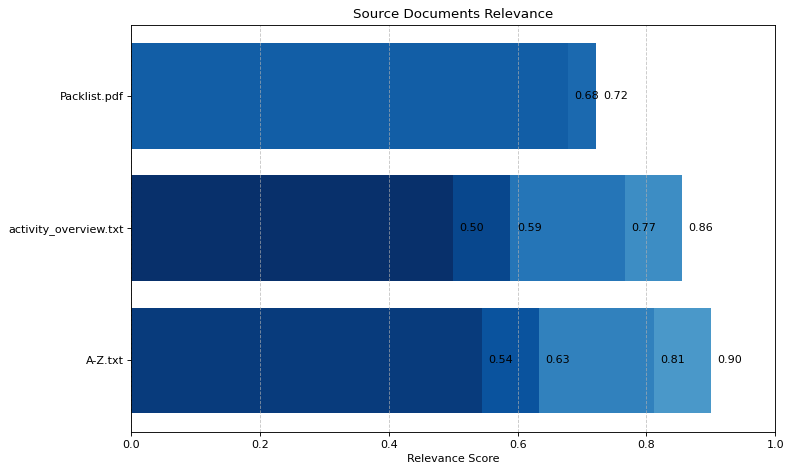 Source Documents Relevance
Packlist.pdf
0.68 0.72
activity_overview.txt
0.50 0.59 0.77 0.86
A-Z.txt
0.54 0.63 0.81 0.90
0.0 0.2 0.4 0.6 0.8 1.0
Relevance Score